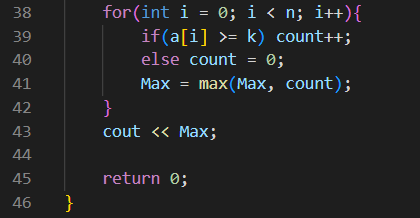 38 for(int i = 0; i < n; i++){
39 if(a[i] >= k) count++;
40 else count = 0;
41 Max = max(Max, count);
42 }
43 cout << Max;
44
45 return 0;
46 }